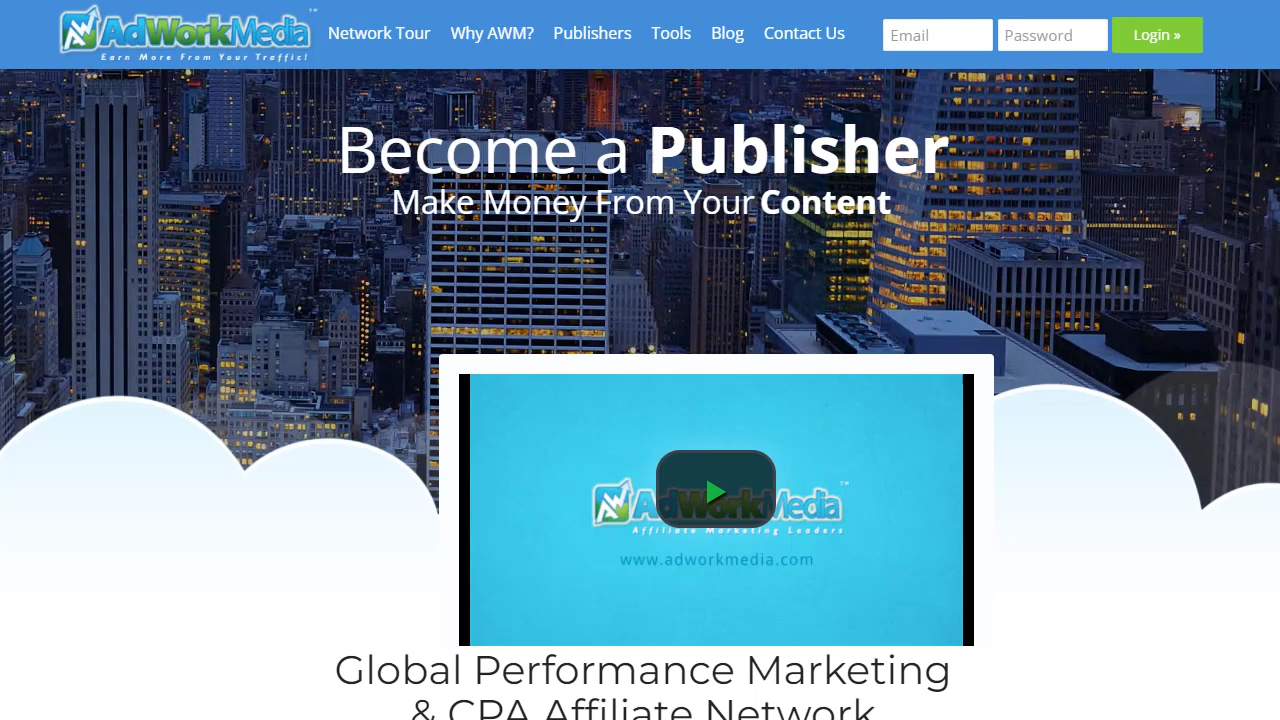 AdWorkMedia™
Earn More From Your Traffic!
Network Tour
Why AWM?
Publishers
Tools
Blog
Contact Us
Email
Password
Login »
Become a Publisher
Make Money From Your Content
AdWorkMedia™
Affiliate Marketing Leaders
www.adworkmedia.com
Global Performance Marketing
& CPA Affiliate Network